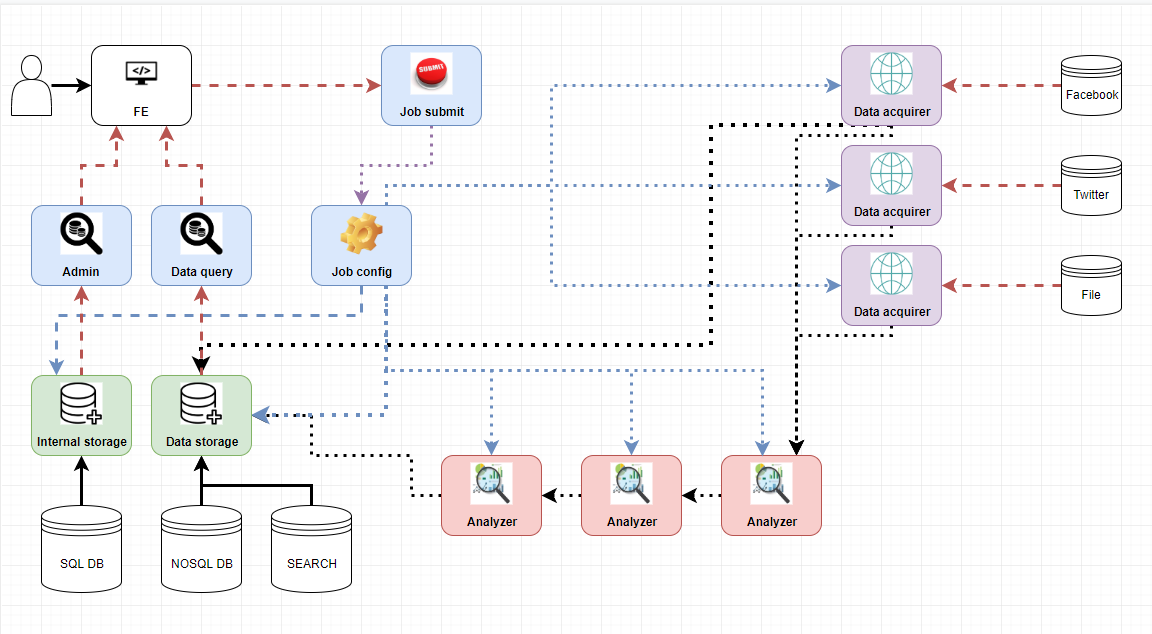 </>
SUBMIT
FE
Job submit
Data acquirer
Facebook
Data acquirer
Twitter
Admin
Data query
Job config
Data acquirer
File
Internal storage
Data storage
Analyzer
Analyzer
Analyzer
SQL DB
NOSQL DB
SEARCH